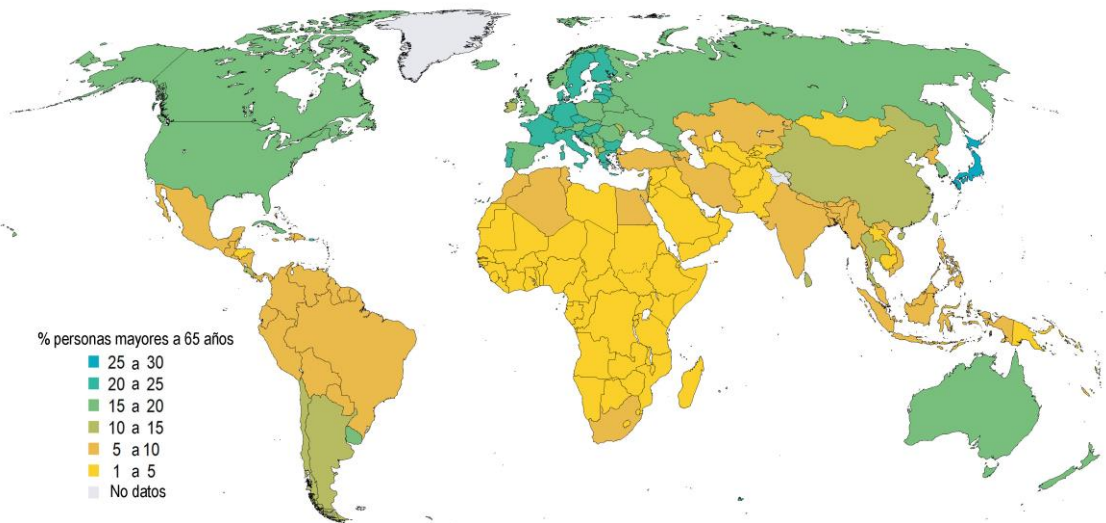 % personas mayores a 65 años
25 a 30
20 a 25
15 a 20
10 a 15
5 a 10
1 a 5
No datos